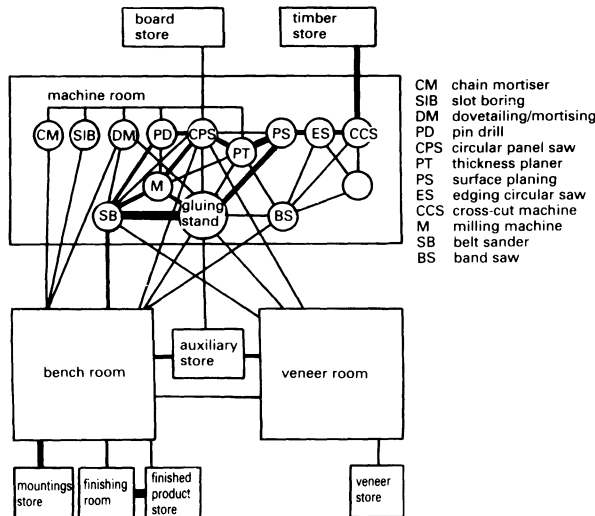 board
store
timber
store
machine room
CM
SIB
DM
PD
CPS
PT
PS
ES
CCS
M
SB
gluing
stand
BS
CM chain mortiser
SIB slot boring
DM dovetailing/mortising
PD pin drill
CPS circular panel saw
PT thickness planer
PS surface planing
ES edging circular saw
CCS cross-cut machine
M milling machine
SB belt sander
BS band saw
bench room
auxiliary
store
veneer room
mountings
store
finishing
room
finished
product
store
veneer
store